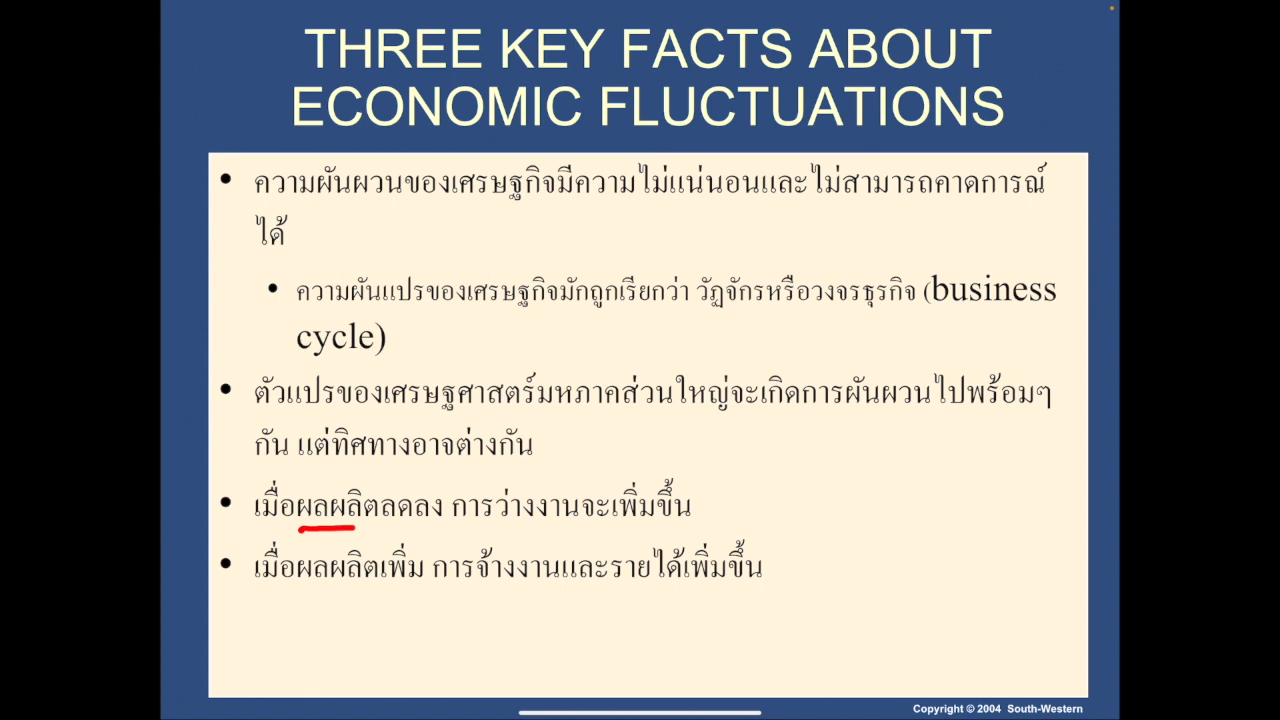 THREE KEY FACTS ABOUT
ECONOMIC FLUCTUATIONS
• ความผันผวนของเศรษฐกิจมีความไม่แน่นอนและไม่สามารถคาดการณ์
ได้
• ความผันแปรของเศรษฐกิจมักถูกเรียกว่า วัฏจักรหรือวงจรธุรกิจ (business
cycle)
• ตัวแปรของเศรษฐศาสตร์มหภาคส่วนใหญ่จะเกิดการผันผวนไปพร้อมๆ
กัน แต่ทิศทางอาจต่างกัน
• เมื่อผลผลิตลดลง การว่างงานจะเพิ่มขึ้น
• เมื่อผลผลิตเพิ่ม การจ้างงานและรายได้เพิ่มขึ้น
Copyright © 2004 South-Western